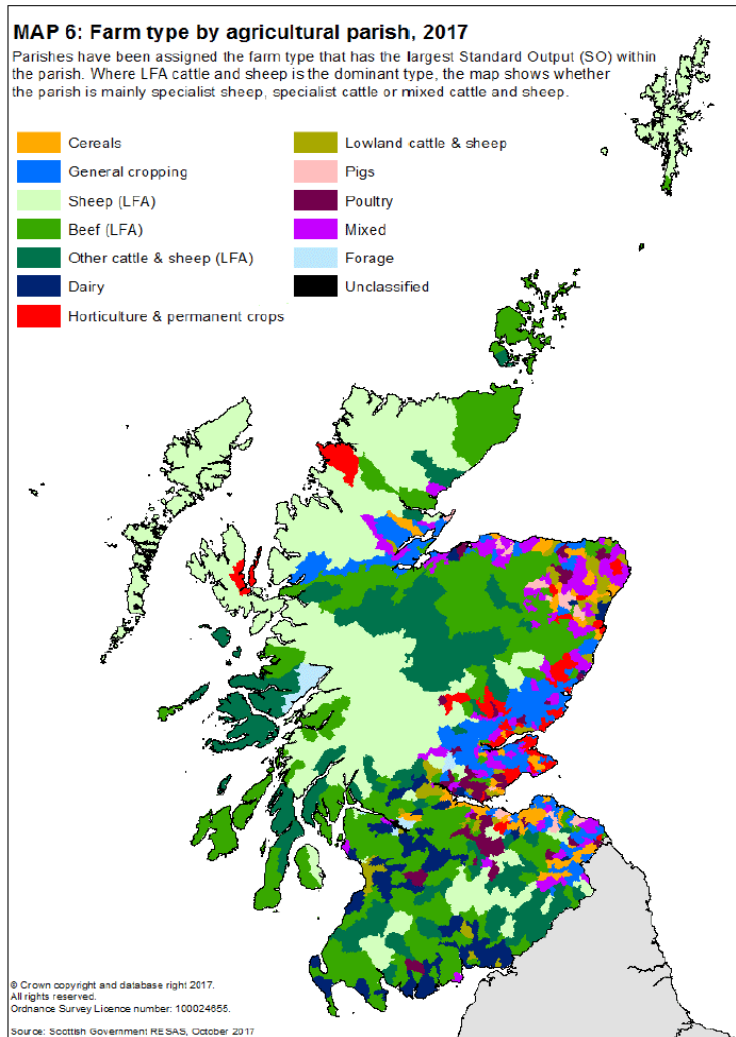 MAP 6: Farm type by agricultural parish, 2017
Parishes have been assigned the farm type that has the largest Standard Output (SO) within
the parish. Where LFA cattle and sheep is the dominant type, the map shows whether
the parish is mainly specialist sheep, specialist cattle or mixed cattle and sheep.
Cereals
General cropping
Sheep (LFA)
Beef (LFA)
Other cattle & sheep (LFA)
Dairy
Horticulture & permanent crops
Lowland cattle & sheep
Pigs
Poultry
Mixed
Forage
Unclassified
© Crown copyright and database right 2017.
All rights reserved.
Ordnance Survey Licence number: 100024655.
Source: Scottish Government RESAS, October 2017